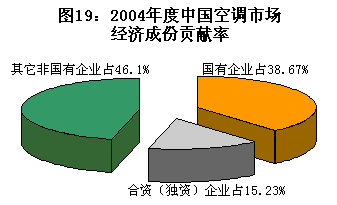 图19：2004年度中国空调市场
经济成份贡献率
其它非国有企业占46.1%
国有企业占38.67%
合资（独资）企业占15.23%